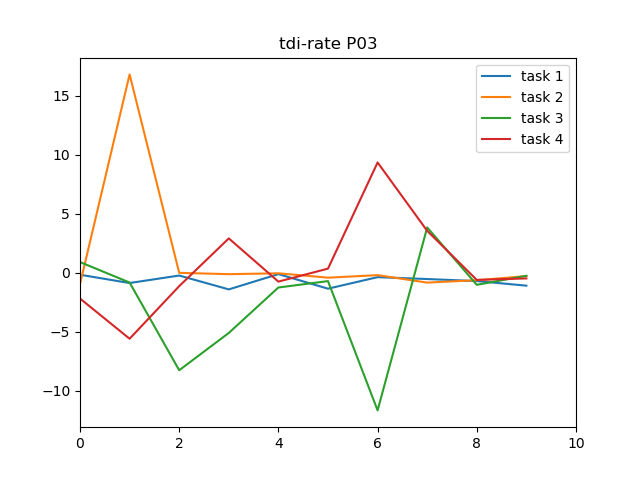 tdi-rate P03
task 1
task 2
task 3
task 4
15
10
5
0
−5
−10
0 2 4 6 8 10